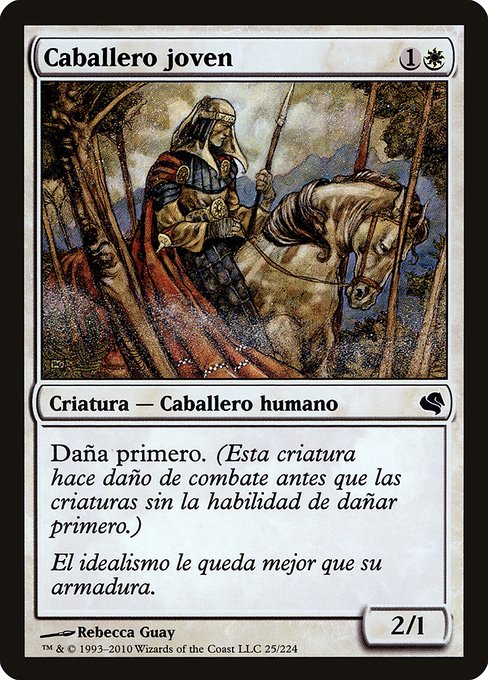 Caballero joven 1
Criatura — Caballero humano
Daña primero. (Esta criatura
hace daño de combate antes que las
criaturas sin la habilidad de dañar
primero.)
El idealismo le queda mejor que su
armadura.
Rebecca Guay
2/1
™ & © 1993–2010 Wizards of the Coast LLC 25/224